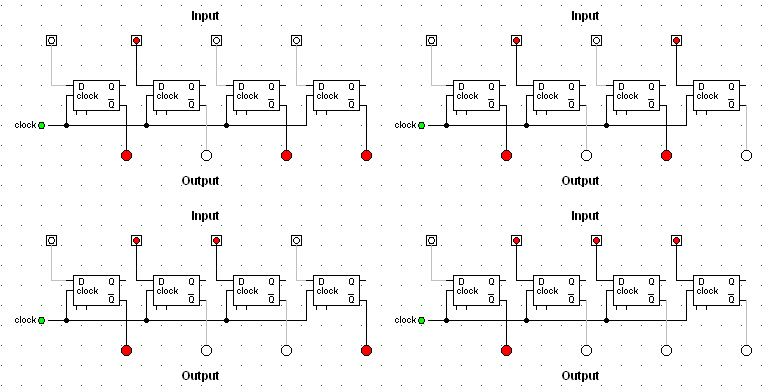 Input Input
D Q D Q D Q D Q D Q D Q D Q D Q
clock clock clock clock clock clock clock clock
Q̅ Q̅ Q̅ Q̅ Q̅ Q̅ Q̅ Q̅
clock clock
Output Output
Input Input
D Q D Q D Q D Q D Q D Q D Q D Q
clock clock clock clock clock clock clock clock
Q̅ Q̅ Q̅ Q̅ Q̅ Q̅ Q̅ Q̅
clock clock
Output Output